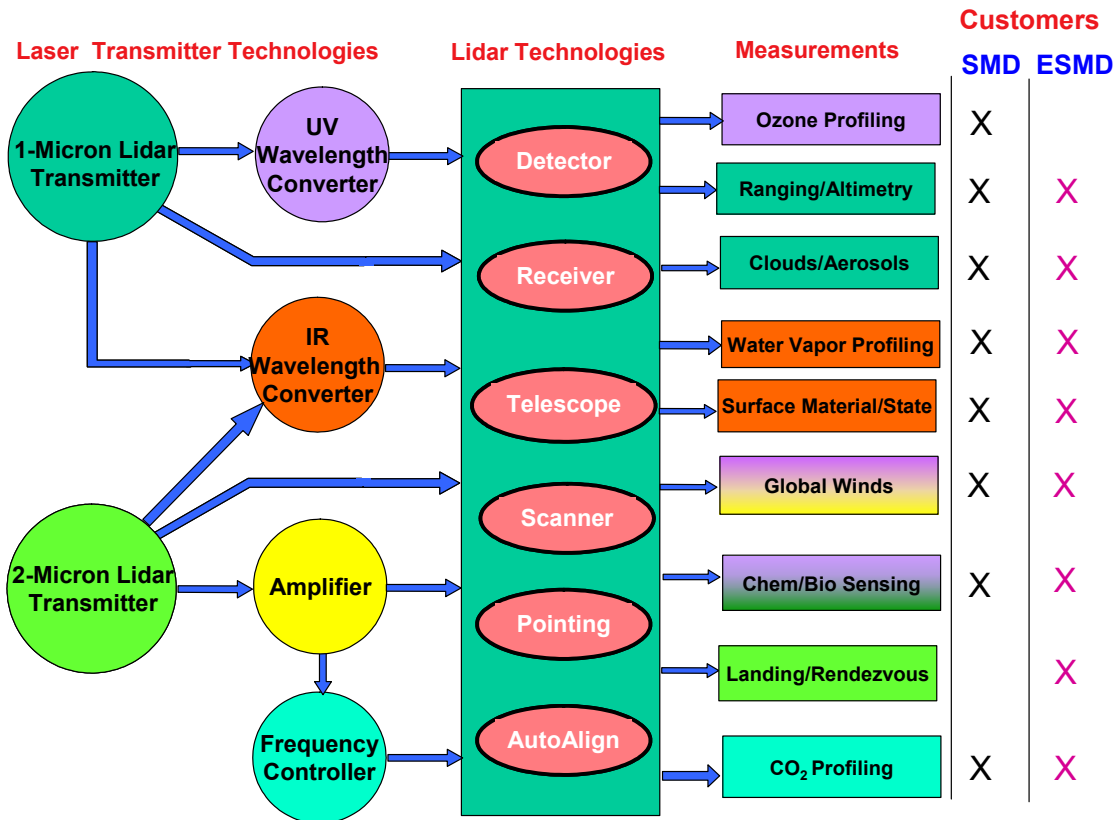 Customers
Laser Transmitter Technologies
Lidar Technologies
Measurements
SMD
ESMD
1-Micron Lidar
Transmitter
UV
Wavelength
Converter
IR
Wavelength
Converter
2-Micron Lidar
Transmitter
Amplifier
Frequency
Controller
Detector
Receiver
Telescope
Scanner
Pointing
AutoAlign
Ozone Profiling
X
Ranging/Altimetry
X X
Clouds/Aerosols
X X
Water Vapor Profiling
X X
Surface Material/State
X X
Global Winds
X X
Chem/Bio Sensing
X X
Landing/Rendezvous
X
CO₂ Profiling
X X